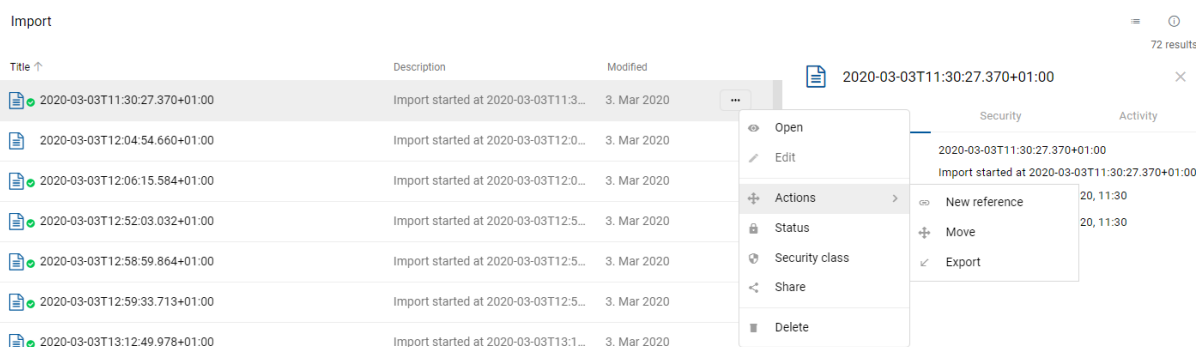 Import
72 results
Title ↑ Description Modified
2020-03-03T11:30:27.370+01:00 Import started at 2020-03-03T11:3... 3. Mar 2020 ...
2020-03-03T12:04:54.660+01:00 Import started at 2020-03-03T12:0... 3. Mar 2020
2020-03-03T12:06:15.584+01:00 Import started at 2020-03-03T12:0... 3. Mar 2020
2020-03-03T12:52:03.032+01:00 Import started at 2020-03-03T12:5... 3. Mar 2020
2020-03-03T12:58:59.864+01:00 Import started at 2020-03-03T12:5... 3. Mar 2020
2020-03-03T12:59:33.713+01:00 Import started at 2020-03-03T12:5... 3. Mar 2020
2020-03-03T13:12:49.978+01:00 Import started at 2020-03-03T13:1... 3. Mar 2020
Open
Edit
Actions
Status
Security class
Share
Delete
New reference
Move
Export
2020-03-03T11:30:27.370+01:00
Security Activity
2020-03-03T11:30:27.370+01:00
Import started at 2020-03-03T11:30:27.370+01:00
20, 11:30
20, 11:30